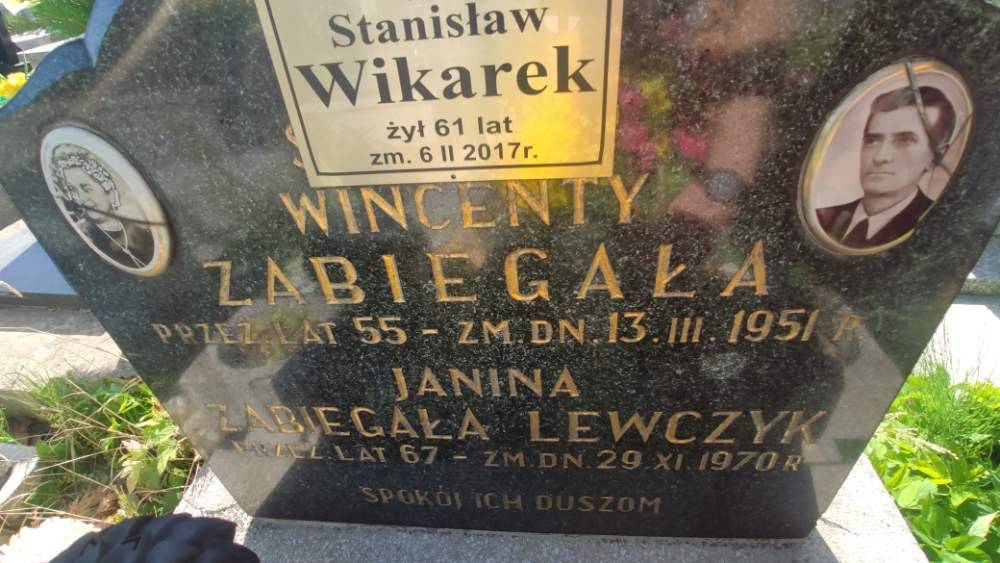 Stanisław
Wikarek
żył 61 lat
zm. 6 II 2017r.
WINCENTY
ZABIEGAŁA
PRZEŻ. LAT 55 - ZM. DN. 13. III. 1951 R.
JANINA
ZABIEGAŁA LEWCZYK
PRZEŻ. LAT 67 - ZM. DN. 29 XI 1970 R
SPOKÓJ ICH DUSZOM